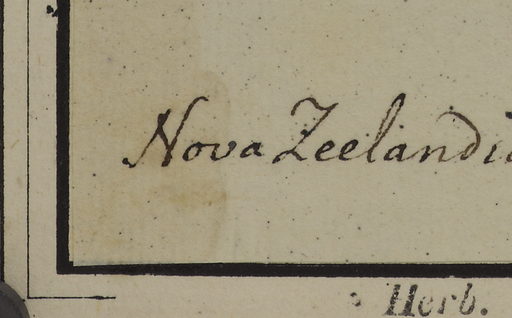 Nova Zeelandia
Herb.